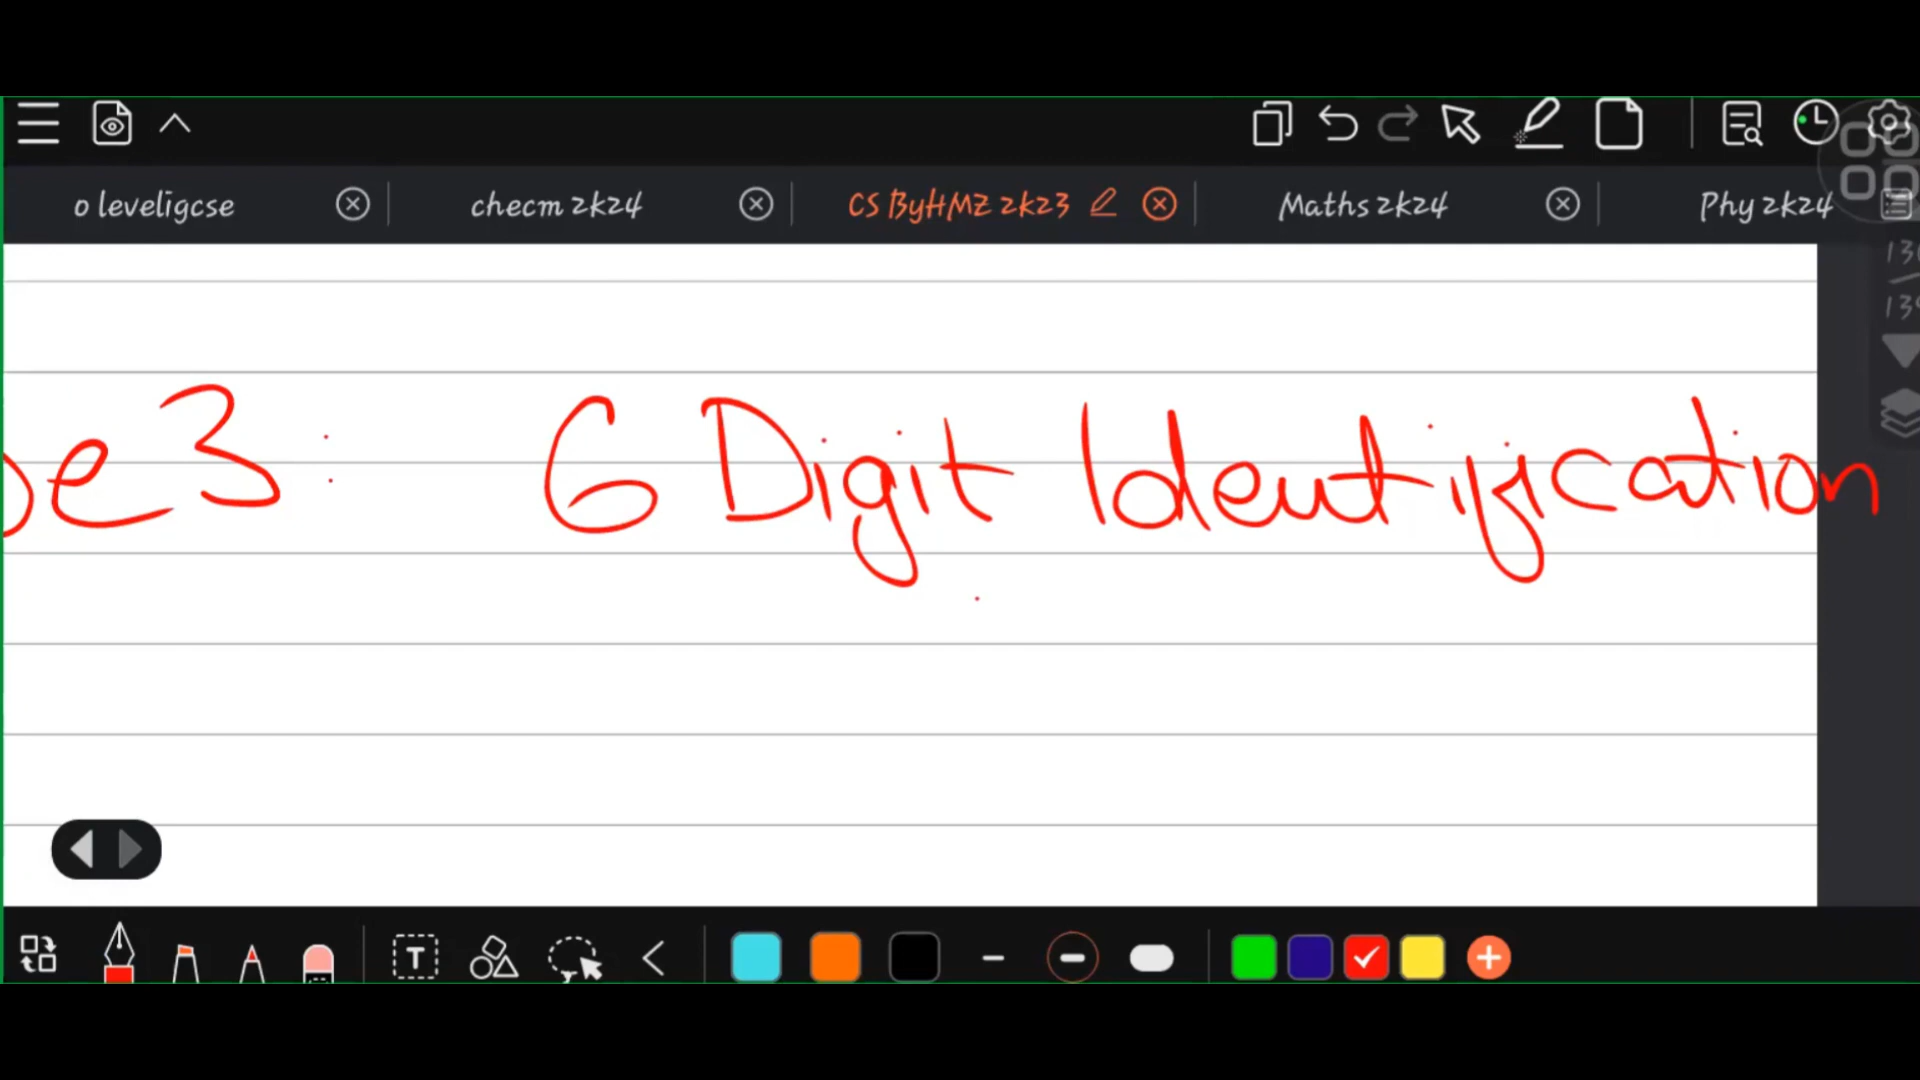 o leveligcse checm 2k24 CS ByHMZ 2k23 Maths 2k24 Phy 2k24
e3: 6 Digit Identification
T